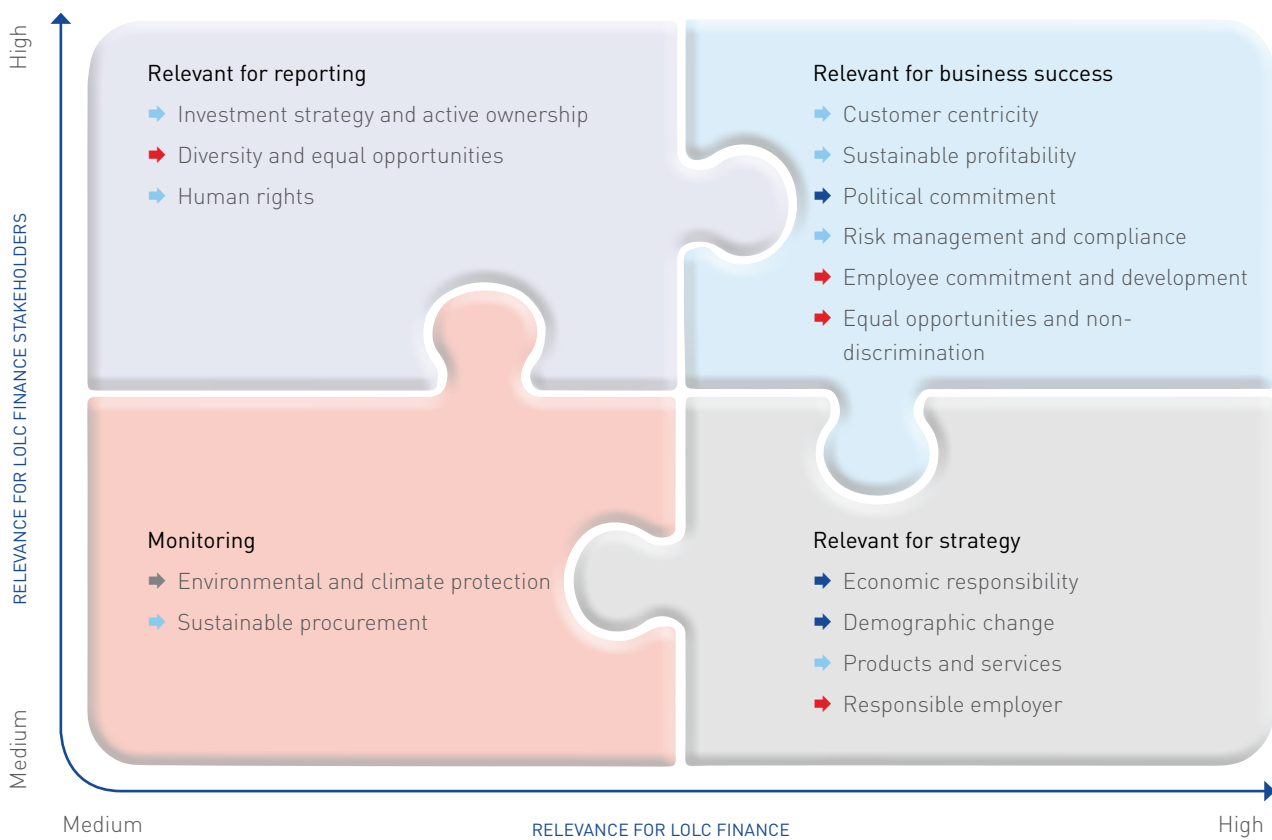 High
RELEVANCE FOR LOLC FINANCE STAKEHOLDERS
Medium
Relevant for reporting
Investment strategy and active ownership
Diversity and equal opportunities
Human rights
Relevant for business success
Customer centricity
Sustainable profitability
Political commitment
Risk management and compliance
Employee commitment and development
Equal opportunities and non-
discrimination
Monitoring
Environmental and climate protection
Sustainable procurement
Relevant for strategy
Economic responsibility
Demographic change
Products and services
Responsible employer
Medium
RELEVANCE FOR LOLC FINANCE
High